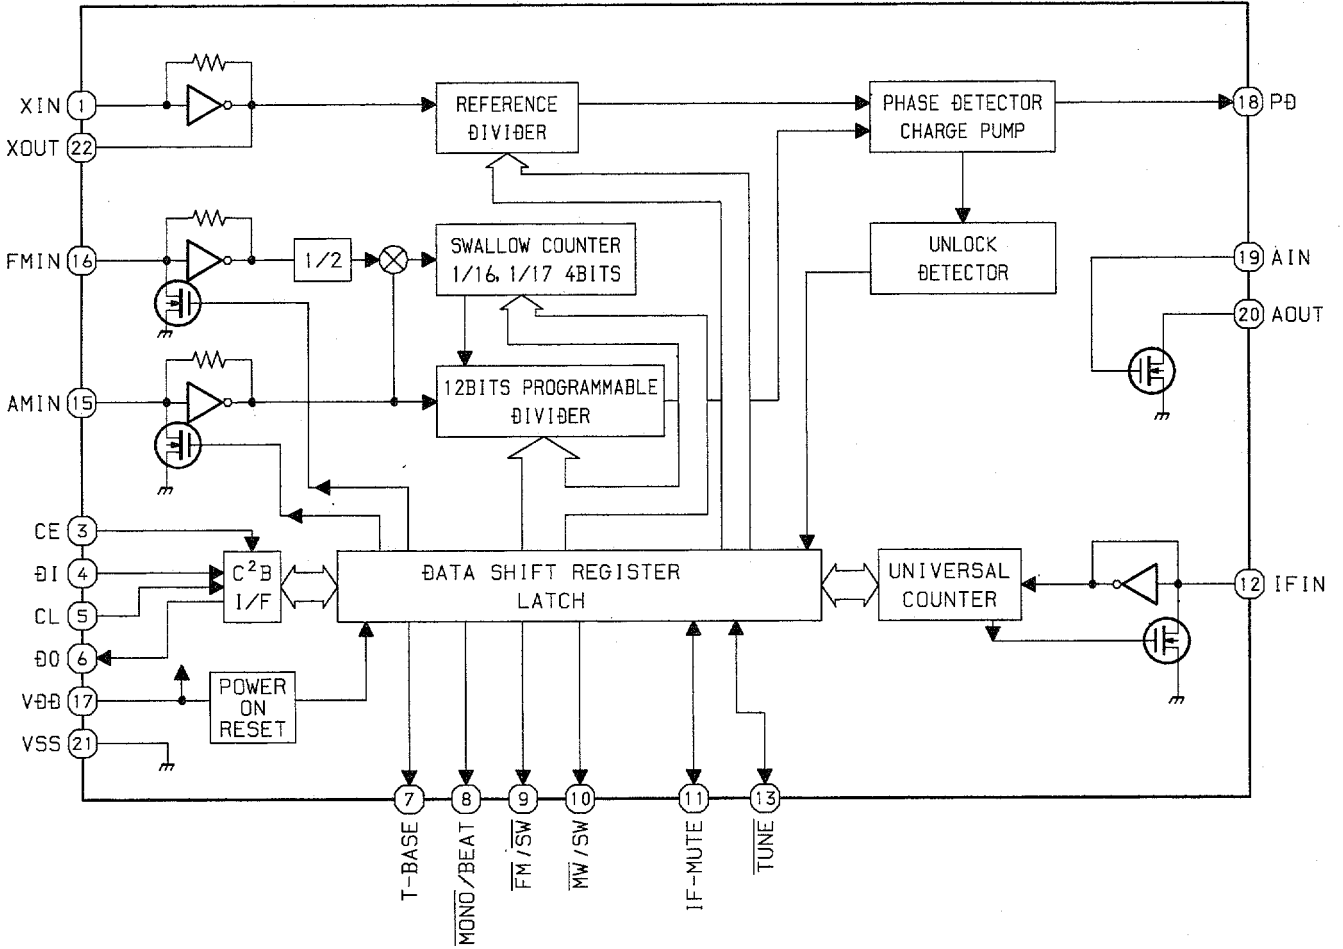 XIN 1
REFERENCE
DIVIDER
PHASE DETECTOR
CHARGE PUMP
18 PD
XOUT 22
FMIN 16
1/2
SWALLOW COUNTER
1/16, 1/17 4BITS
UNLOCK
DETECTOR
19 AIN
20 AOUT
AMIN 15
12BITS PROGRAMMABLE
DIVIDER
CE 3
DI 4
CL 5
DO 6
C²B
I/F
DATA SHIFT REGISTER
LATCH
UNIVERSAL
COUNTER
12 IFIN
VDD 17
POWER
ON
RESET
VSS 21
7
8
9
10
11
13
T-BASE
MONO/BEAT
FM/SW
MW/SW
IF-MUTE
TUNE